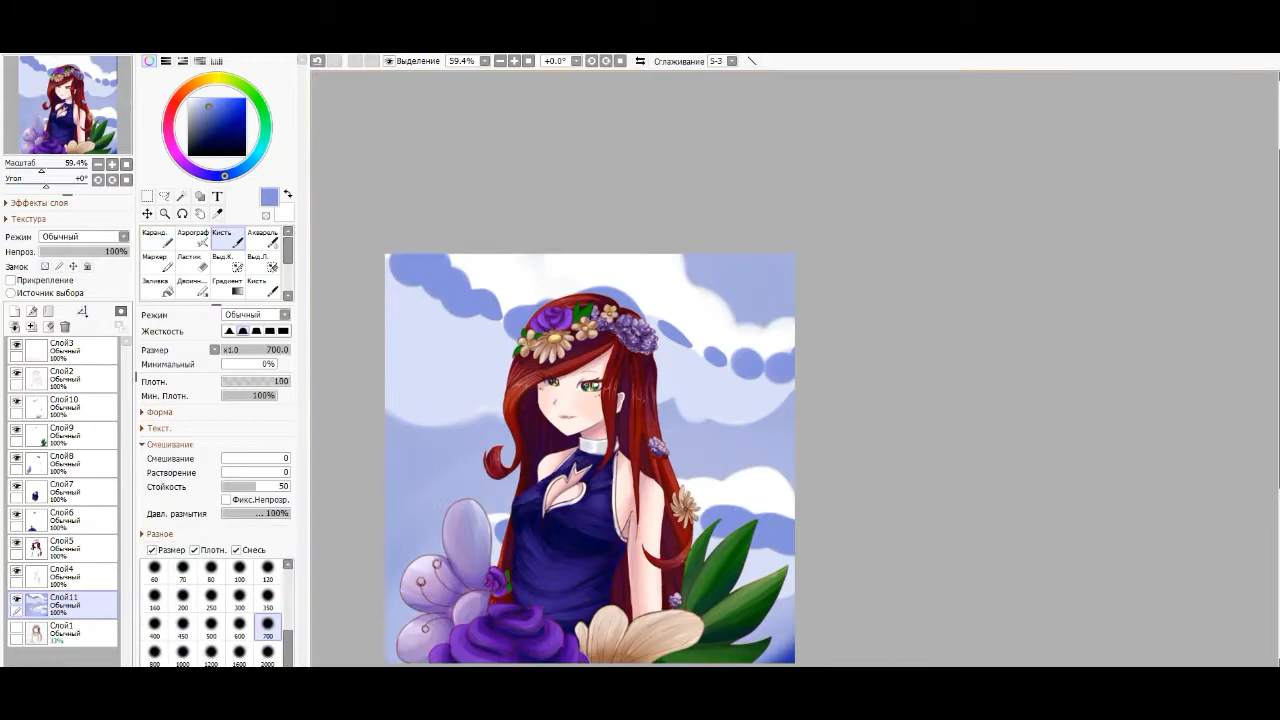 Выделение 59.4% +0.0° Сглаживание S-3
Масштаб 59.4%
Угол +0°
Эффекты слоя
Текстура
Режим Обычный
Непроз. 100%
Замок
Прикрепление
Источник выбора
Слой3
Обычный
100%
Слой2
Обычный
100%
Слой10
Обычный
100%
Слой9
Обычный
100%
Слой8
Обычный
100%
Слой7
Обычный
100%
Слой6
Обычный
100%
Слой5
Обычный
100%
Слой4
Обычный
100%
Слой11
Обычный
100%
Слой1
Обычный
T
Каранд. Аэрограф Кисть Акварель
Маркер Ластик Выд.К. Выд.Л.
Заливка Двоичн... Градиент Кисть
Режим Обычный
Жесткость
Размер x1.0 700.0
Минимальный 0%
Плотн. 100
Мин. Плотн. 100%
Форма
Текст.
Смешивание
Смешивание 0
Растворение 0
Стойкость 50
Фикс.Непрозр.
Давл. размытия ... 100%
Разное
Размер Плотн. Смесь
60 70 80 100 120
160 200 250 300 350
400 450 500 600 700
800 1000 1200 1600 2000